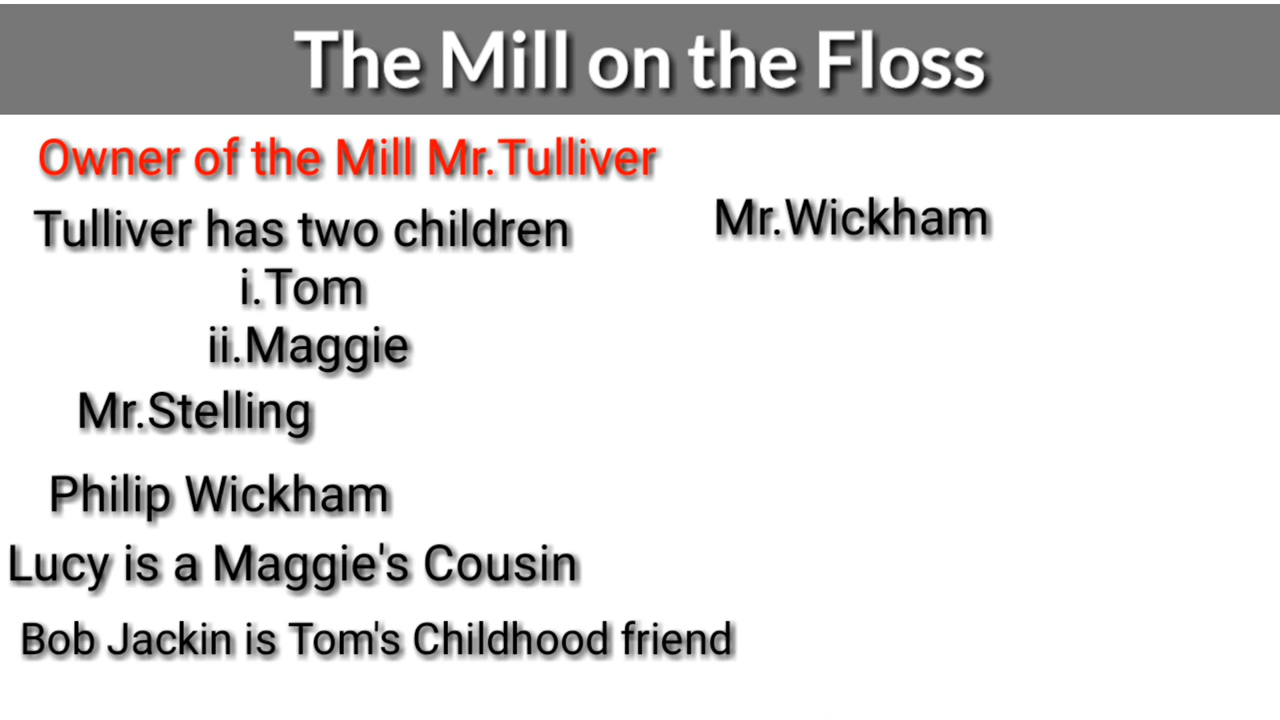 The Mill on the Floss
Owner of the Mill Mr.Tulliver
Tulliver has two children
i.Tom
ii.Maggie
Mr.Stelling
Philip Wickham
Lucy is a Maggie's Cousin
Bob Jackin is Tom's Childhood friend
Mr.Wickham